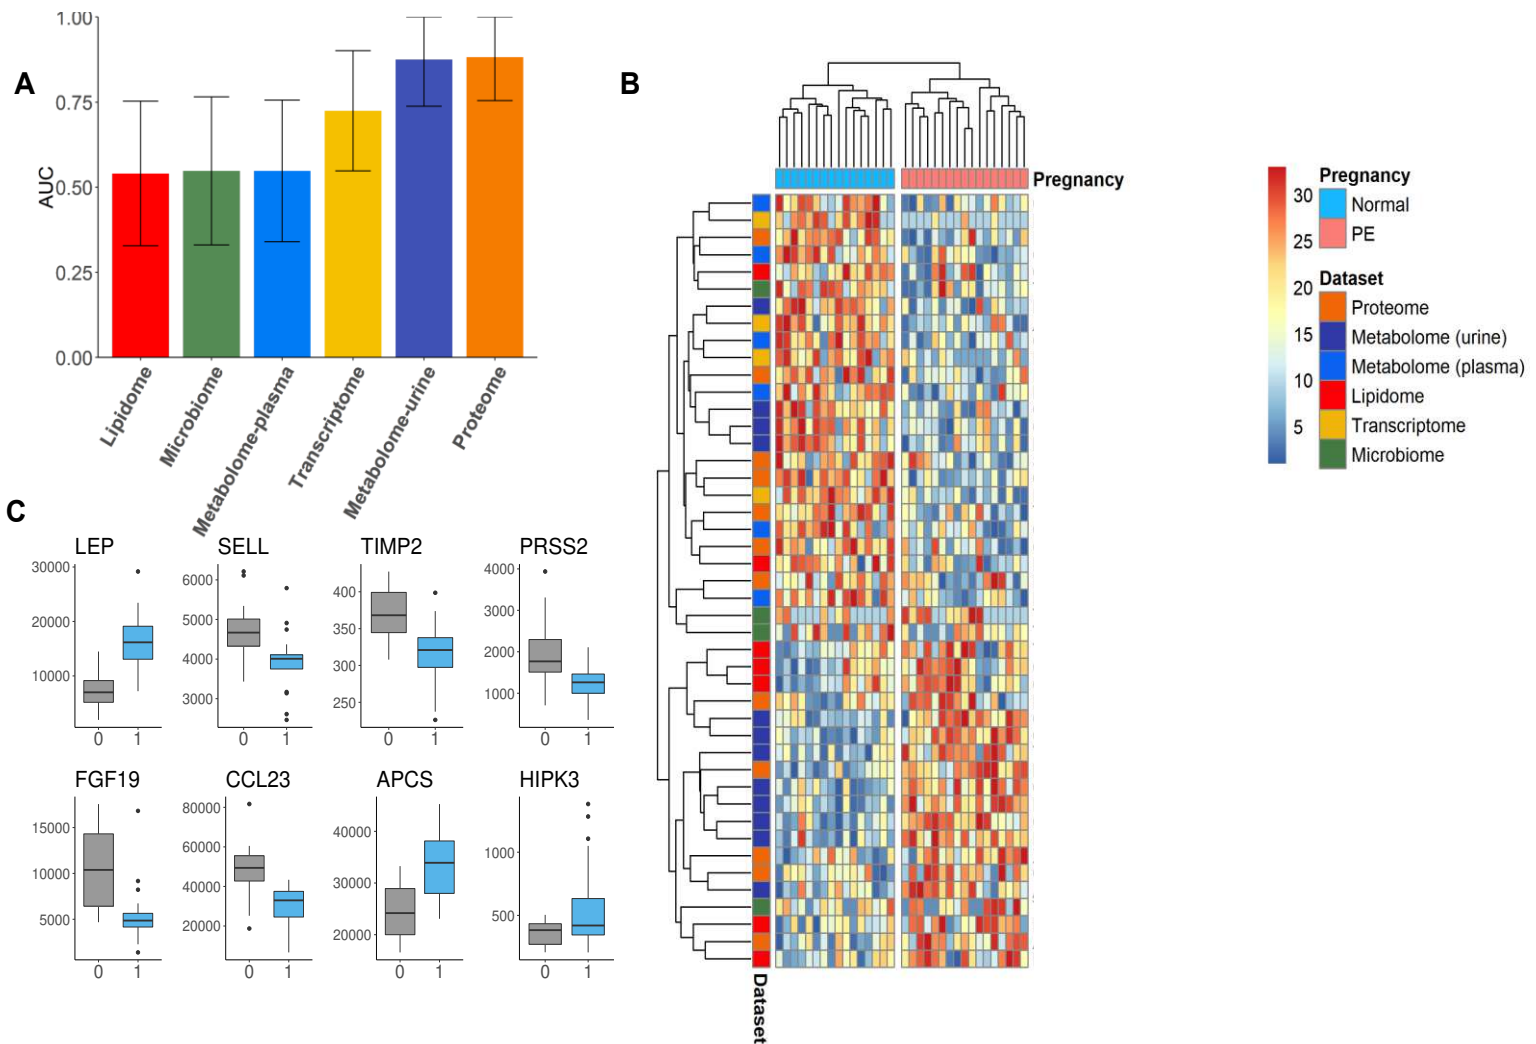 A
1.00
0.75
0.50
0.25
0.00
AUC
Lipidome
Microbiome
Metabolome-plasma
Transcriptome
Metabolome-urine
Proteome
B
Pregnancy
Dataset
30
25
20
15
10
5
Pregnancy
Normal
PE
Dataset
Proteome
Metabolome (urine)
Metabolome (plasma)
Lipidome
Transcriptome
Microbiome
C
LEP
30000
20000
10000
0 1
SELL
6000
5000
4000
3000
0 1
TIMP2
400
350
300
250
0 1
PRSS2
4000
3000
2000
1000
0 1
FGF19
15000
10000
5000
0 1
CCL23
80000
60000
40000
20000
0 1
APCS
40000
30000
20000
0 1
HIPK3
1000
500
0 1